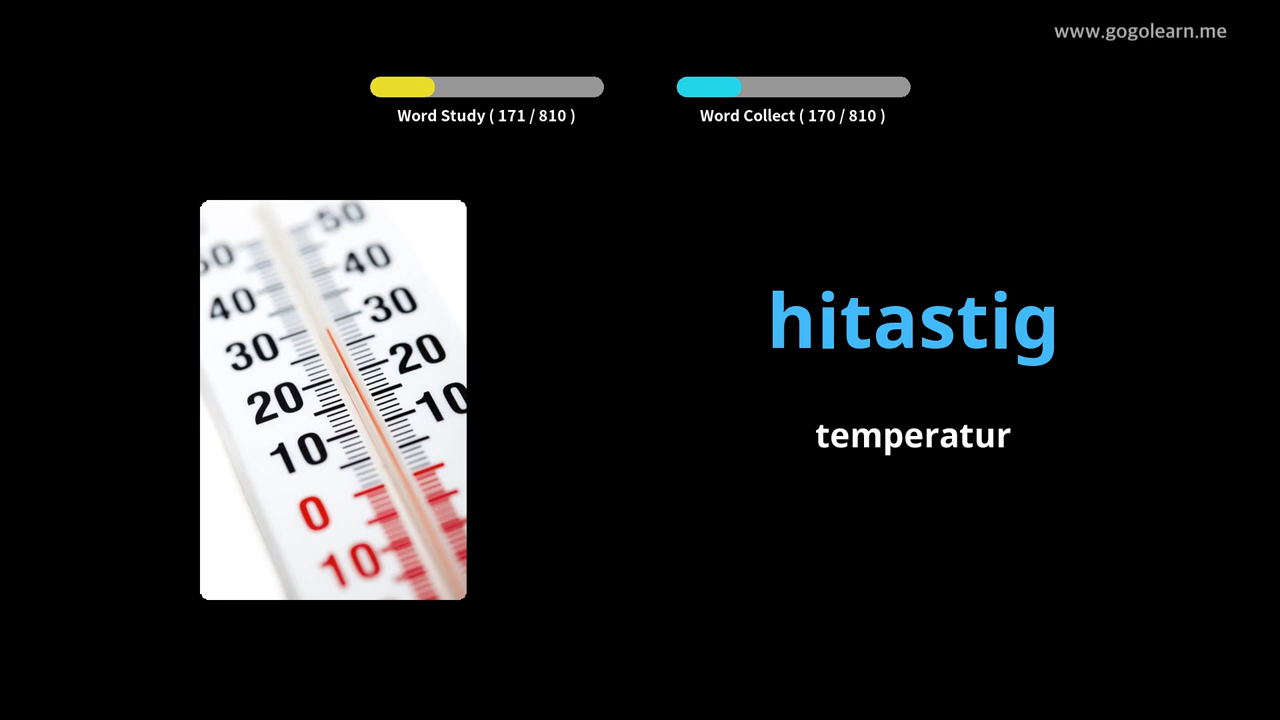 www.gogolearn.me
Word Study ( 171 / 810 )
Word Collect ( 170 / 810 )
50
50
40
40
30
30
20
20
10
10
0
10
hitastig
temperatur